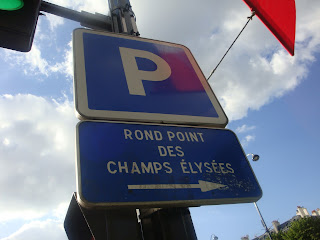 P
ROND POINT
DES
CHAMPS ÉLYSÉES